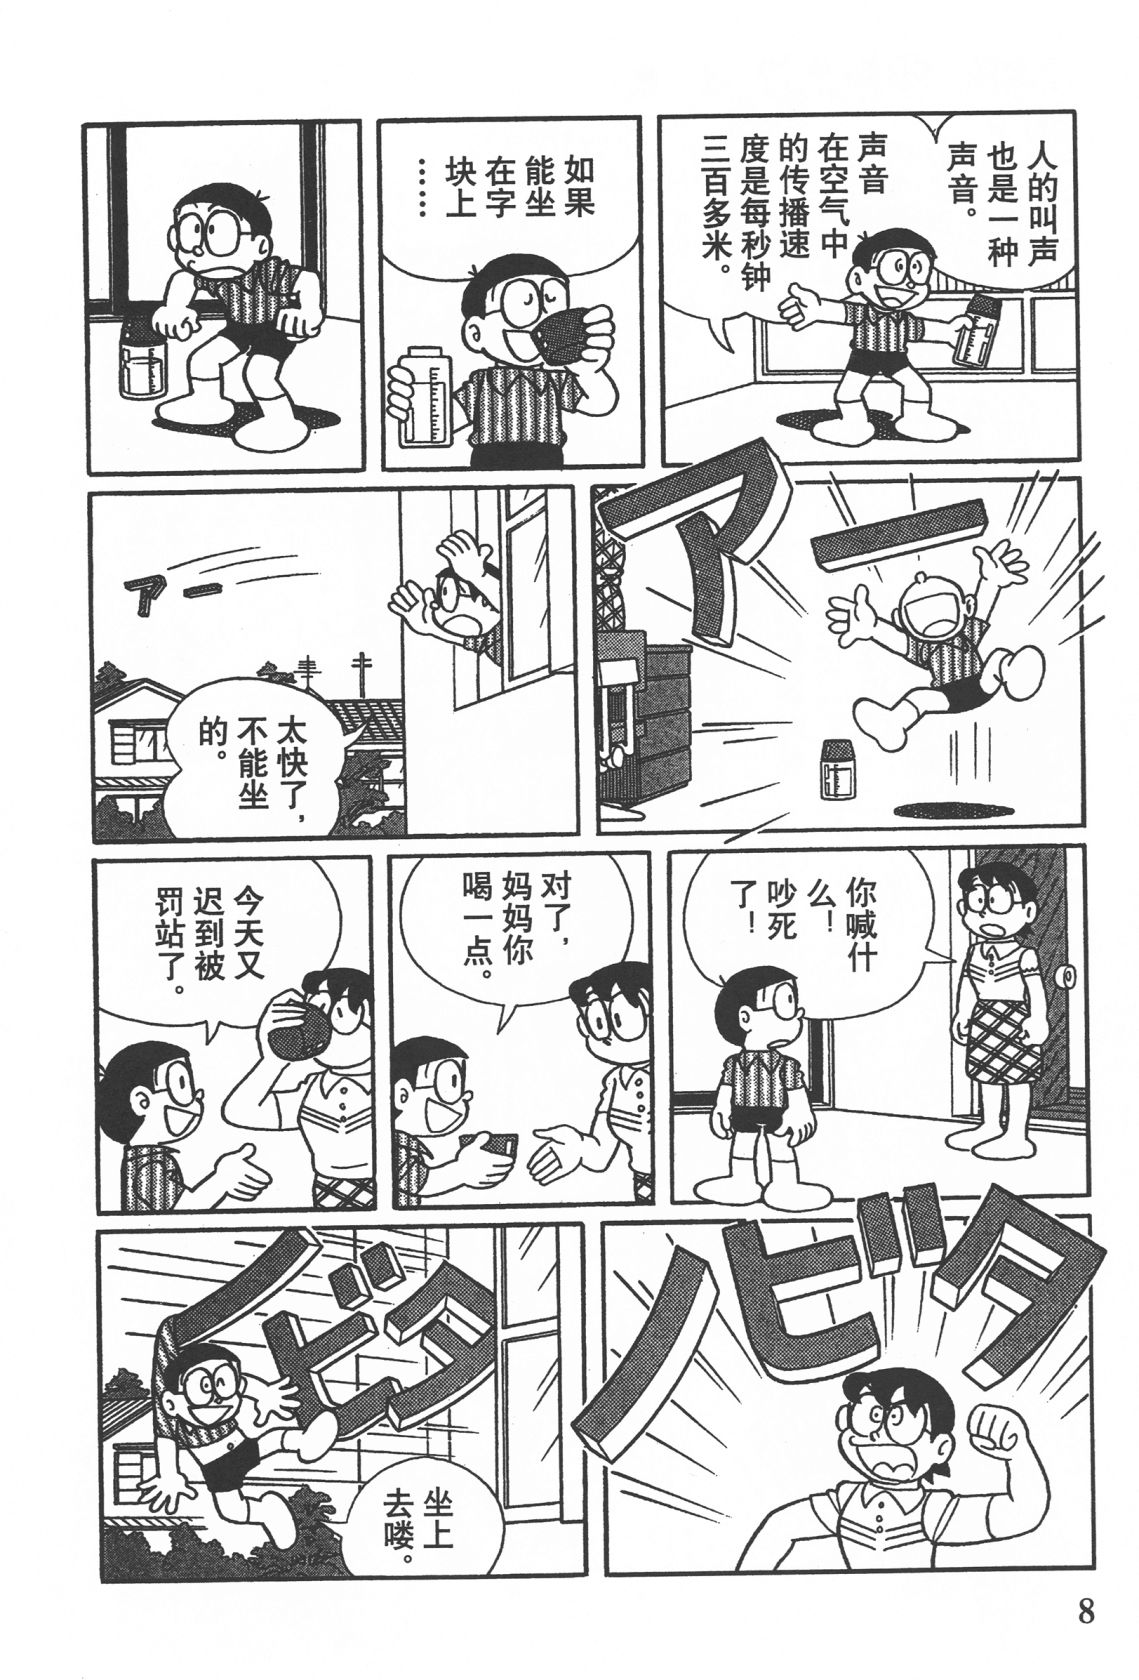 人的叫声
也是一种
声音。
声音
在空气中
的传播速
度是每秒钟
三百多米。
如果
能坐
在字
块上
……
アー
アー
太快了，
不能坐
的。
你喊什
么！
吵死
了！
对了，
妈妈你
喝一点。
今天又
迟到被
罚站了。
ノビタ
ノビタ
坐上
去喽。
8